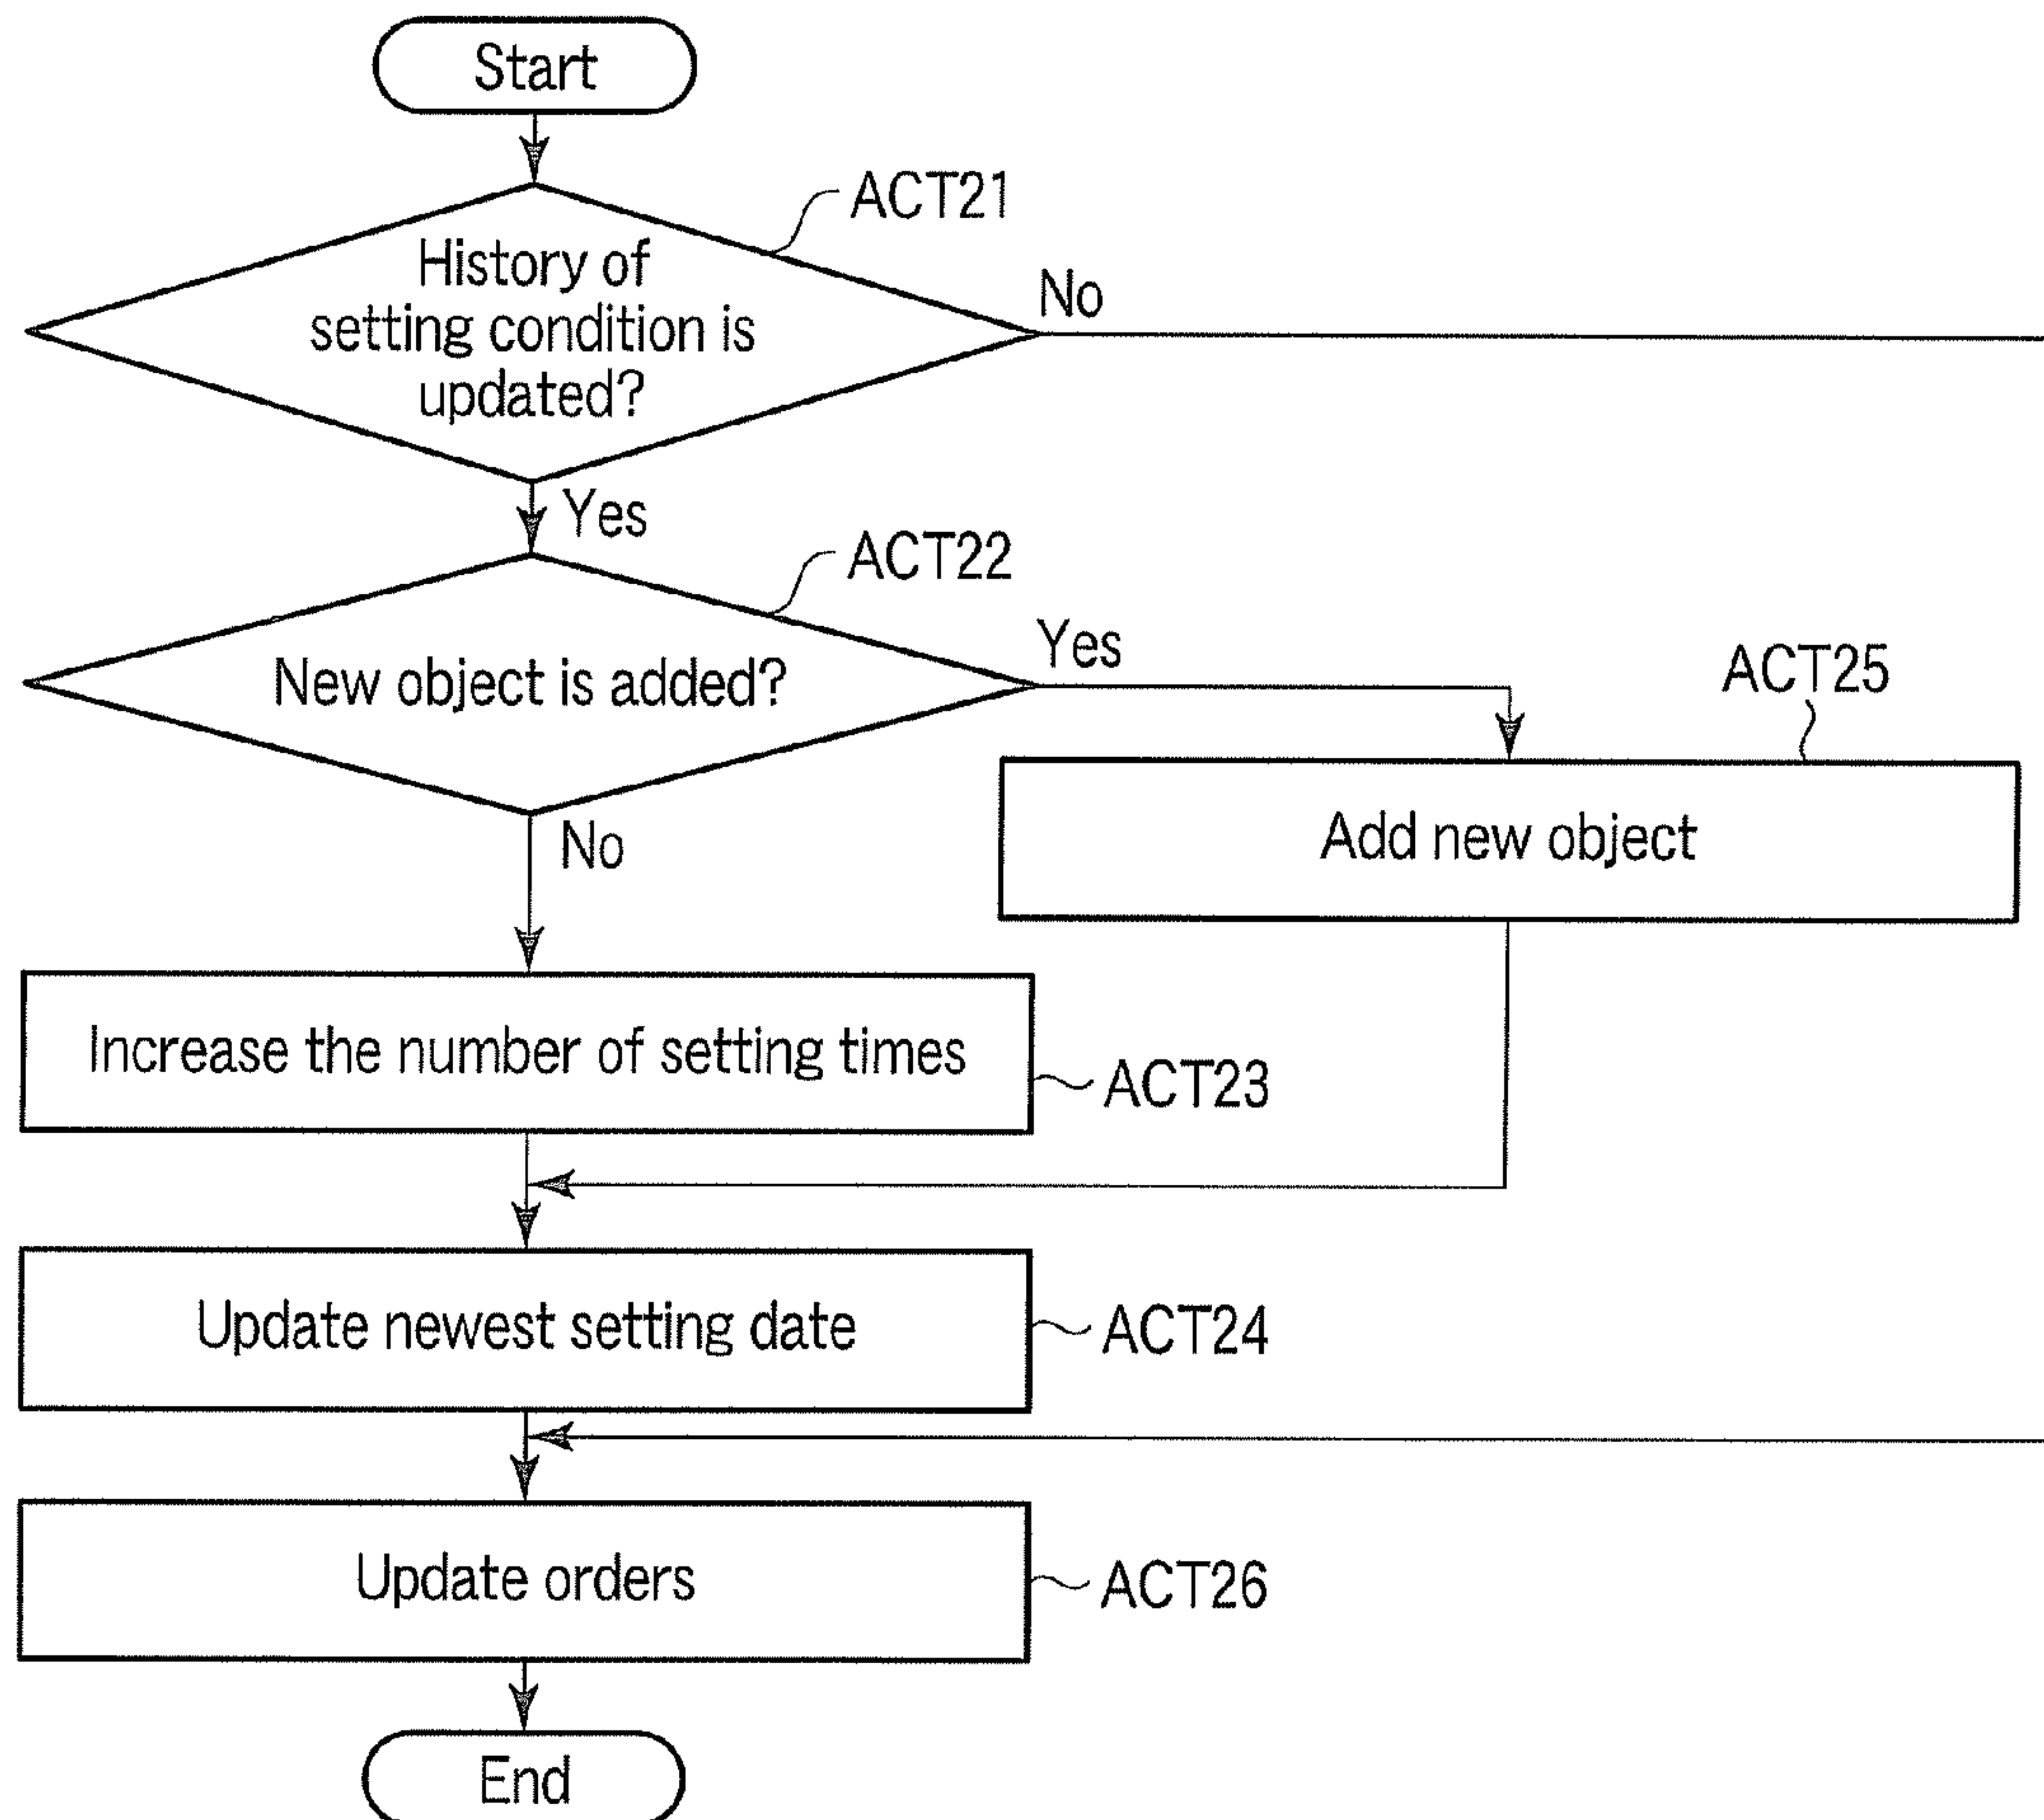 Start
ACT21
History of
setting condition is
updated?
No
Yes
ACT22
New object is added?
Yes
ACT25
Add new object
No
Increase the number of setting times
ACT23
Update newest setting date
ACT24
Update orders
ACT26
End